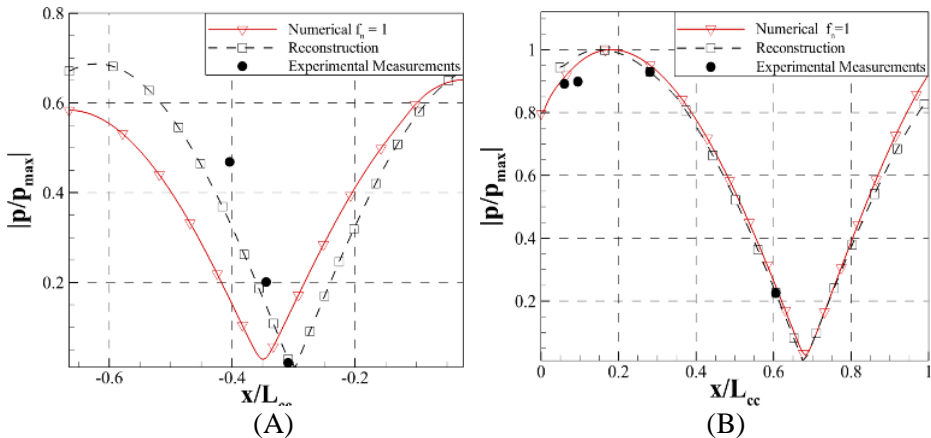 0.8
0.6
0.4
0.2
|p/p_max|
Numerical f_n = 1
Reconstruction
Experimental Measurements
-0.6
-0.4
-0.2
x/L_cc
(A)
1
0.8
0.6
0.4
0.2
|p/p_max|
Numerical f_n=1
Reconstruction
Experimental Measurements
0
0.2
0.4
0.6
0.8
1
x/L_cc
(B)